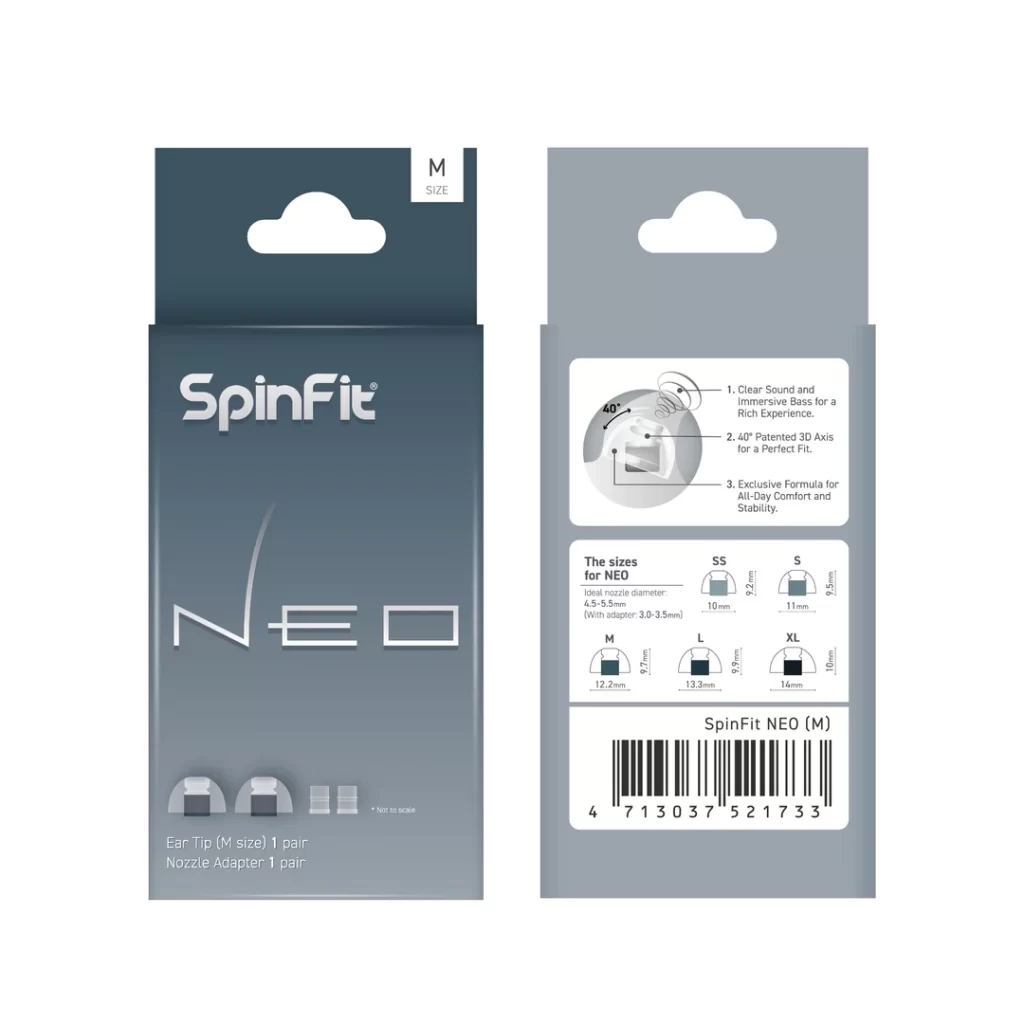 M
SIZE
SpinFit®
NEO
* Not to scale
Ear Tip (M size) 1 pair
Nozzle Adapter 1 pair
40°
1. Clear Sound and
Immersive Bass for a
Rich Experience.
2. 40° Patented 3D Axis
for a Perfect Fit.
3. Exclusive Formula for
All-Day Comfort and
Stability.
The sizes
for NEO
Ideal nozzle diameter:
4.5-5.5mm
(With adapter: 3.0-3.5mm)
SS
9.2mm
10mm
S
9.5mm
11mm
M
9.7mm
12.2mm
L
9.9mm
13.3mm
XL
10mm
14mm
SpinFit NEO (M)
4 713037 521733